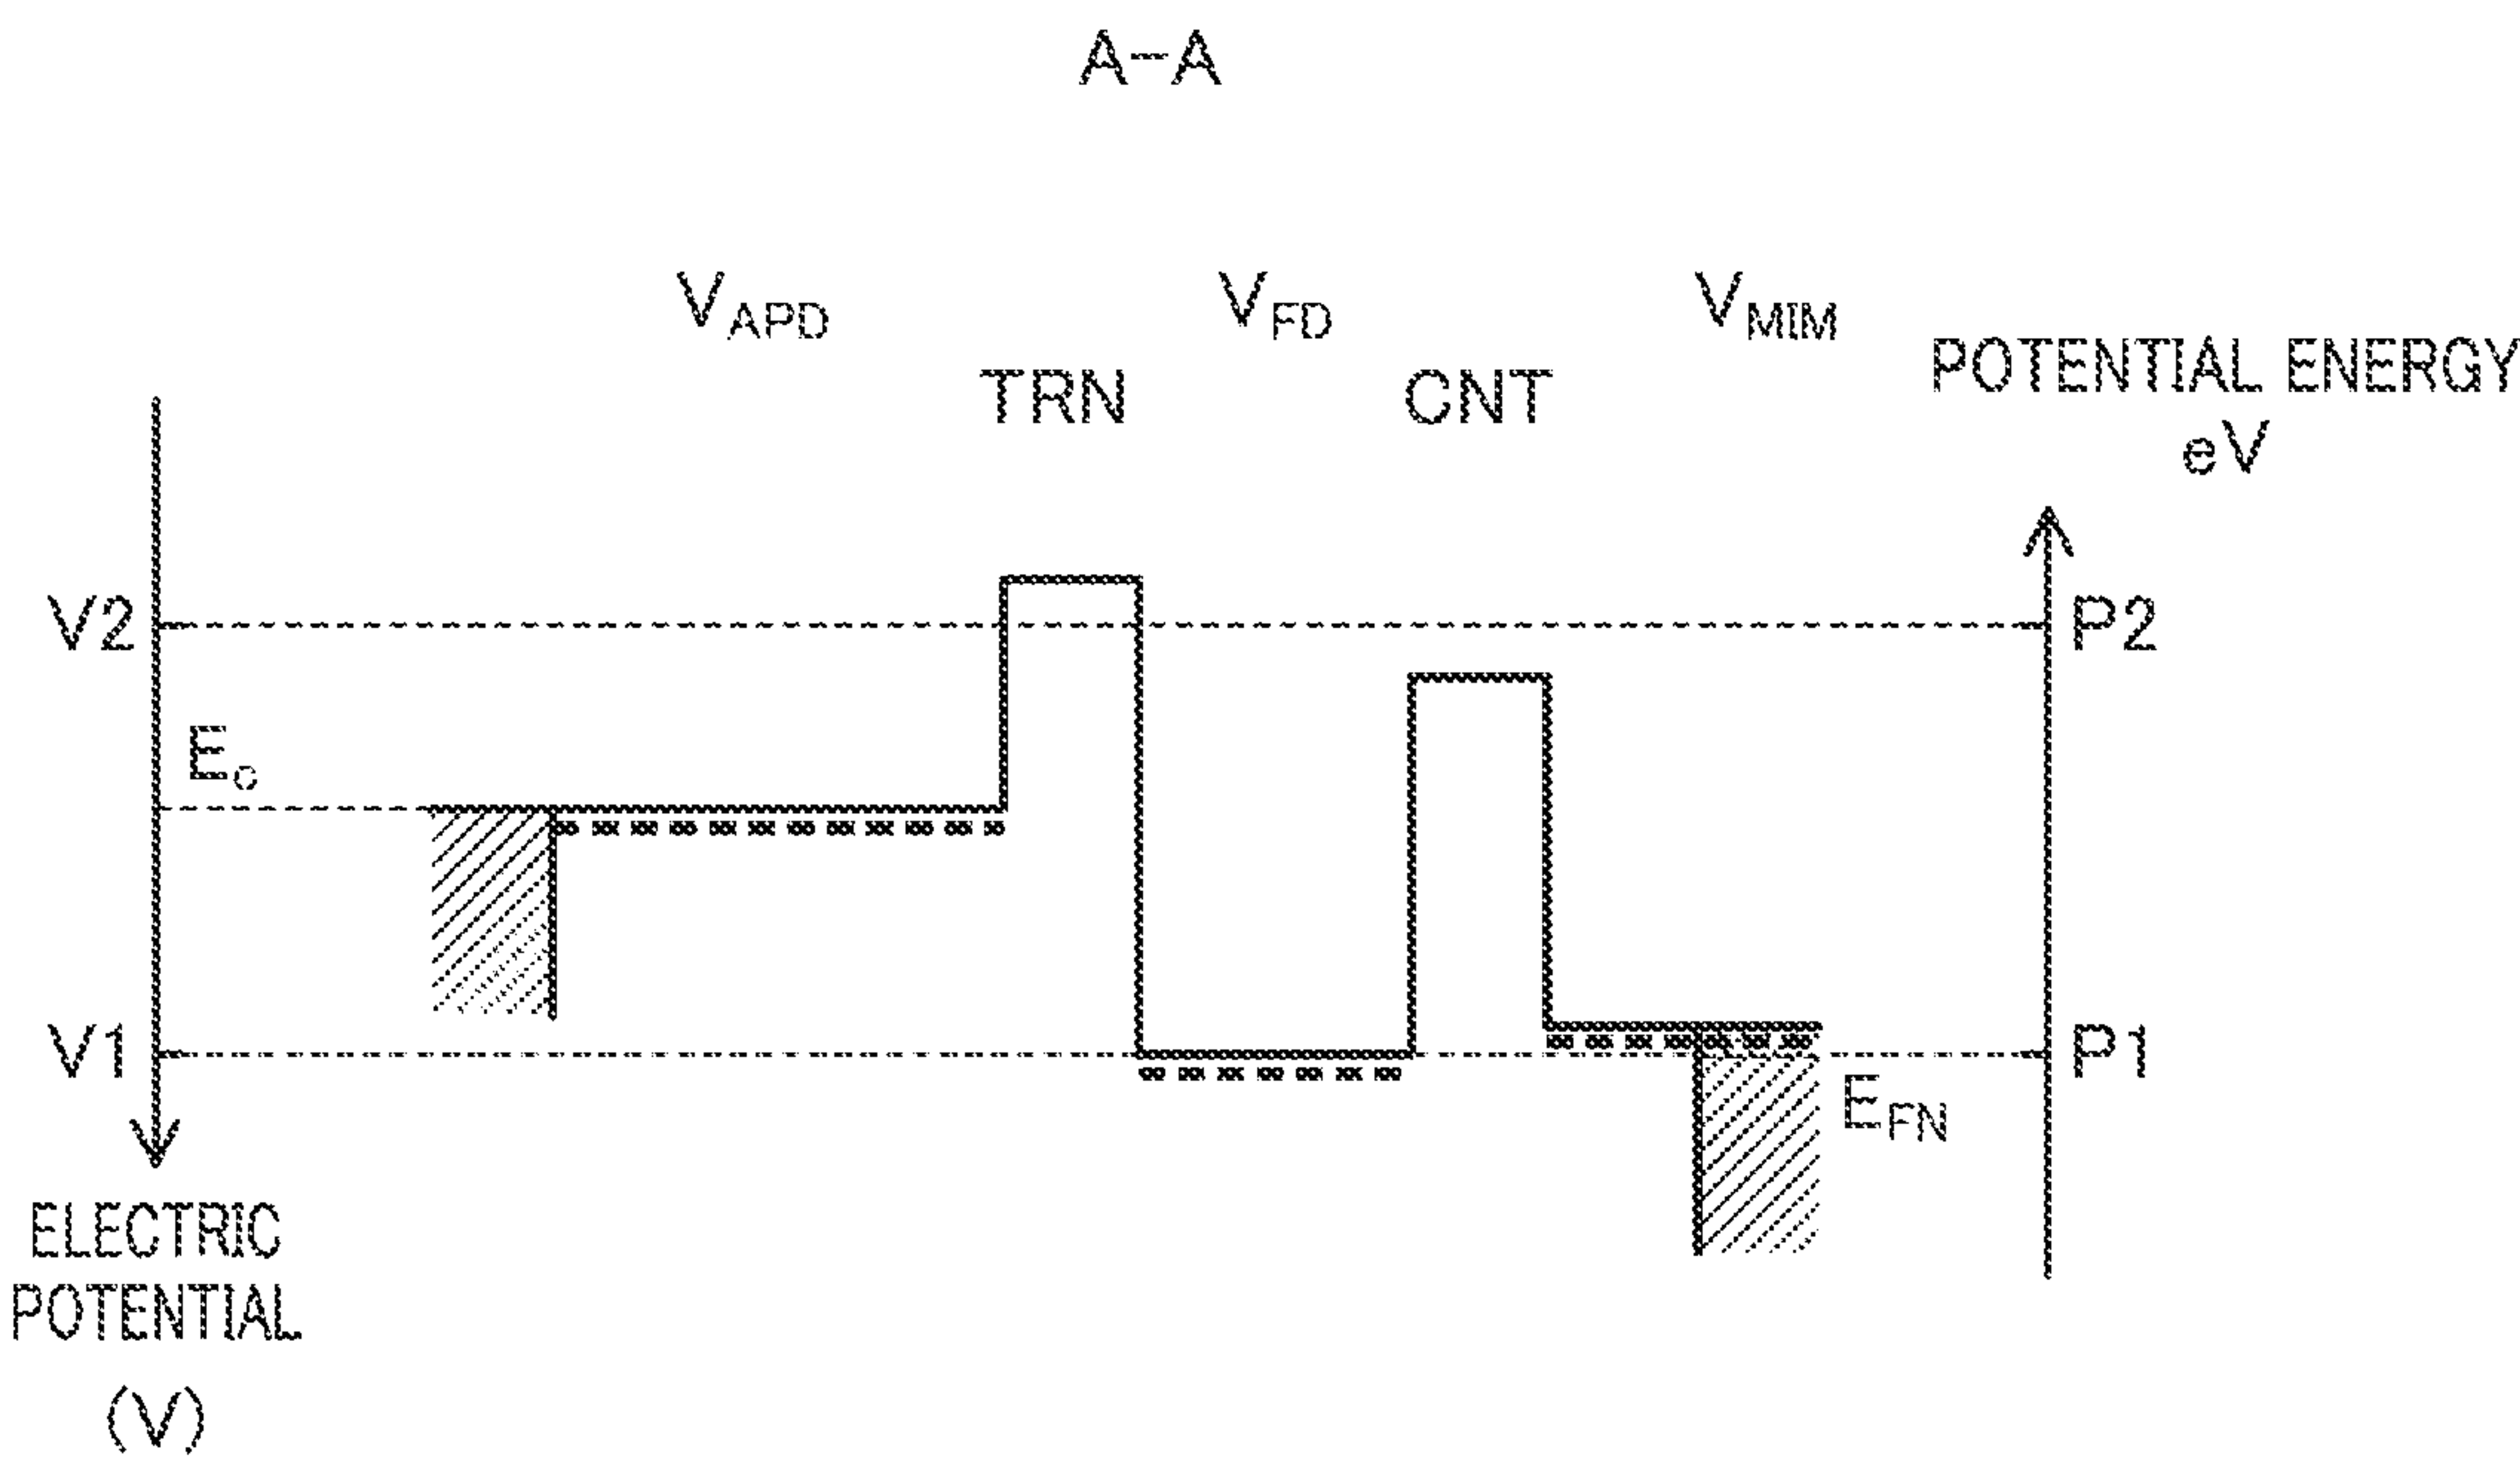 A-A
VAPD VFD VMIM
TRN CNT POTENTIAL ENERGY
eV
V2 P2
Ec
V1 P1
EFN
ELECTRIC
POTENTIAL
(V)